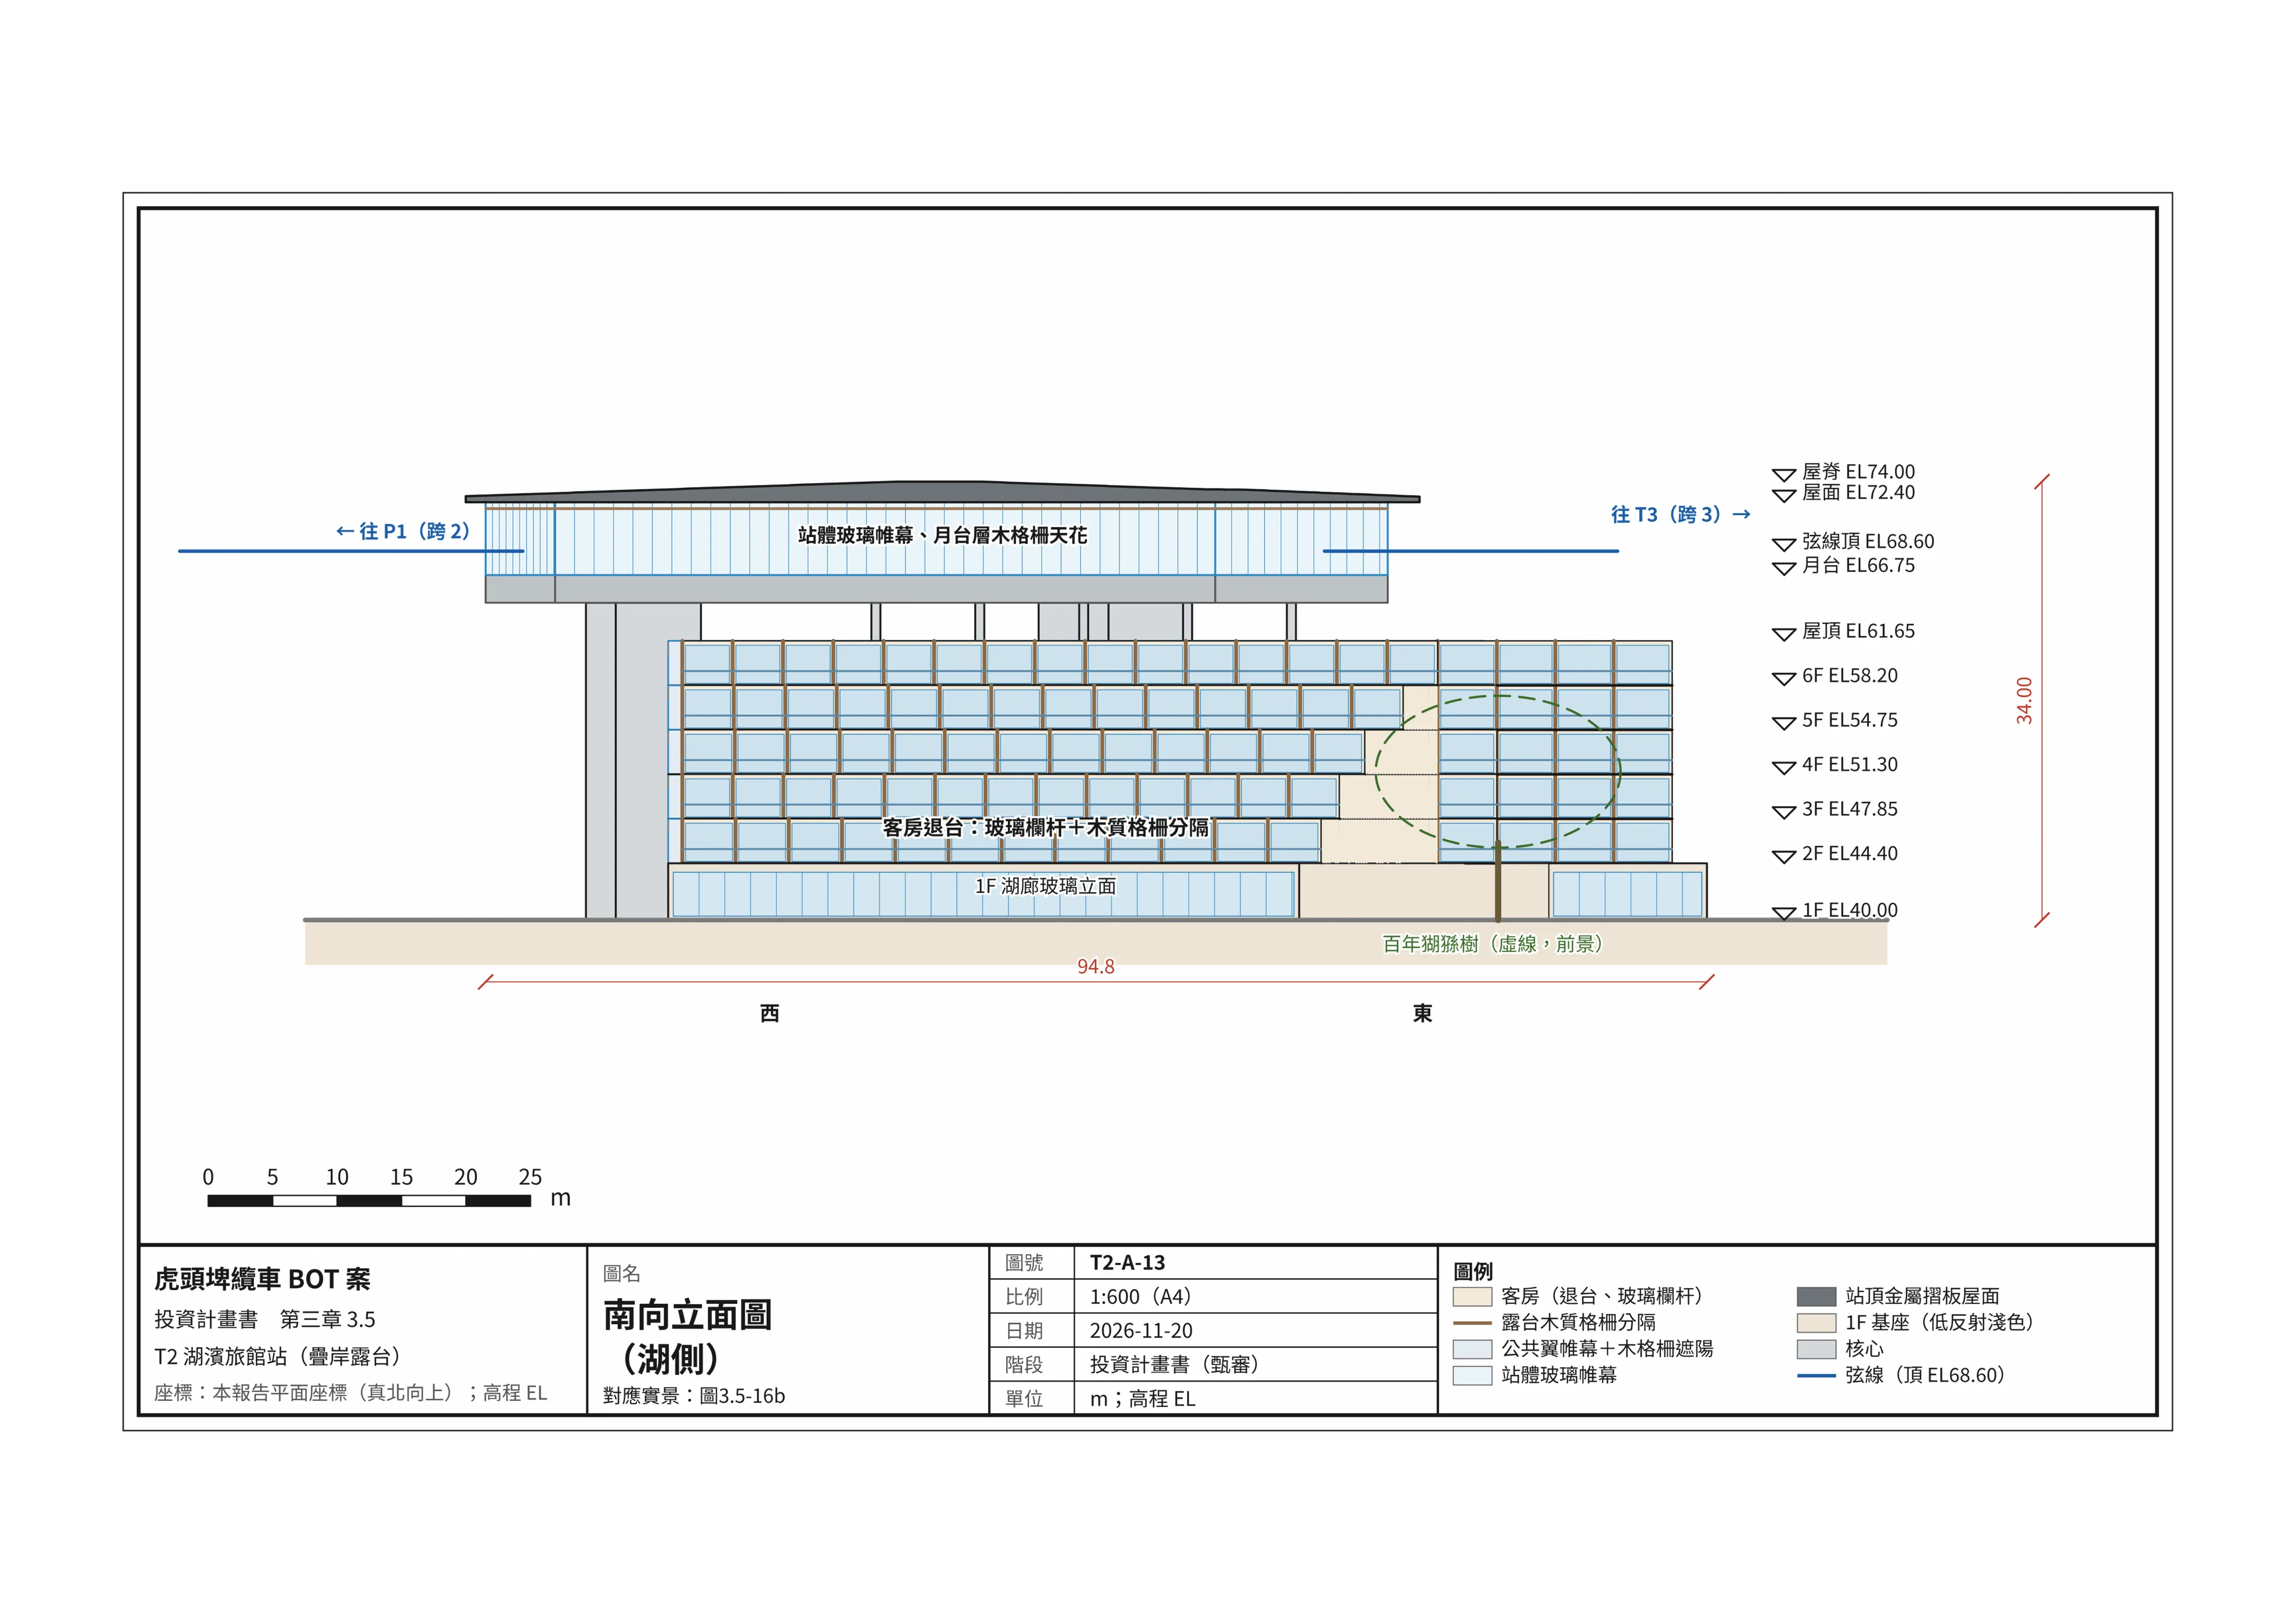 屋脊 EL74.00
屋面 EL72.40
← 往 P1（跨 2）
站體玻璃帷幕、月台層木格柵天花
往 T3（跨 3）→
弦線頂 EL68.60
月台 EL66.75
屋頂 EL61.65
6F EL58.20
5F EL54.75
34.00
4F EL51.30
3F EL47.85
客房退台：玻璃欄杆＋木質格柵分隔
2F EL44.40
1F 湖廊玻璃立面
1F EL40.00
百年猢猻樹（虛線，前景）
94.8
西
東
0 5 10 15 20 25 m
虎頭埤纜車 BOT 案
投資計畫書　第三章 3.5
T2 湖濱旅館站（疊岸露台）
座標：本報告平面座標（真北向上）；高程 EL
圖名
南向立面圖
（湖側）
對應實景：圖3.5-16b
圖號 T2-A-13
比例 1:600（A4）
日期 2026-11-20
階段 投資計畫書（甄審）
單位 m；高程 EL
圖例
客房（退台、玻璃欄杆）
露台木質格柵分隔
公共翼帷幕＋木格柵遮陽
站體玻璃帷幕
站頂金屬摺板屋面
1F 基座（低反射淺色）
核心
弦線（頂 EL68.60）